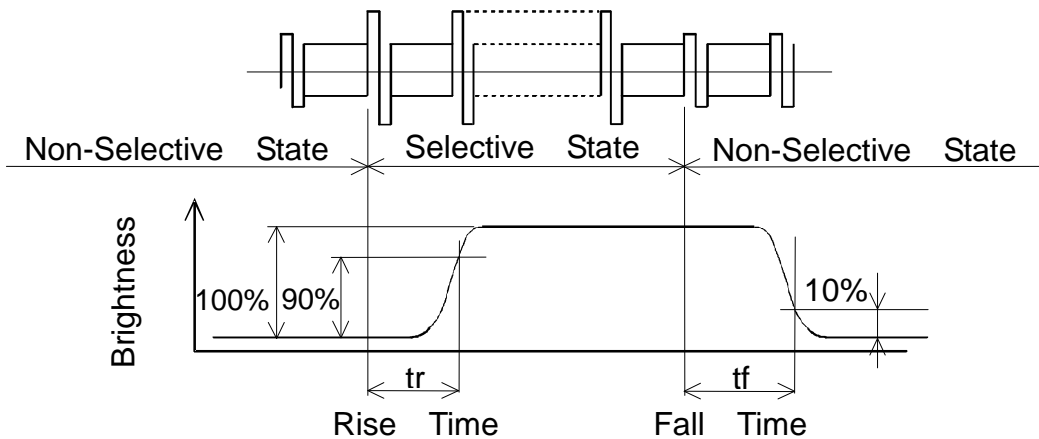 Non-Selective State
Selective State
Non-Selective State
Brightness
100%
90%
10%
tr
tf
Rise Time
Fall Time